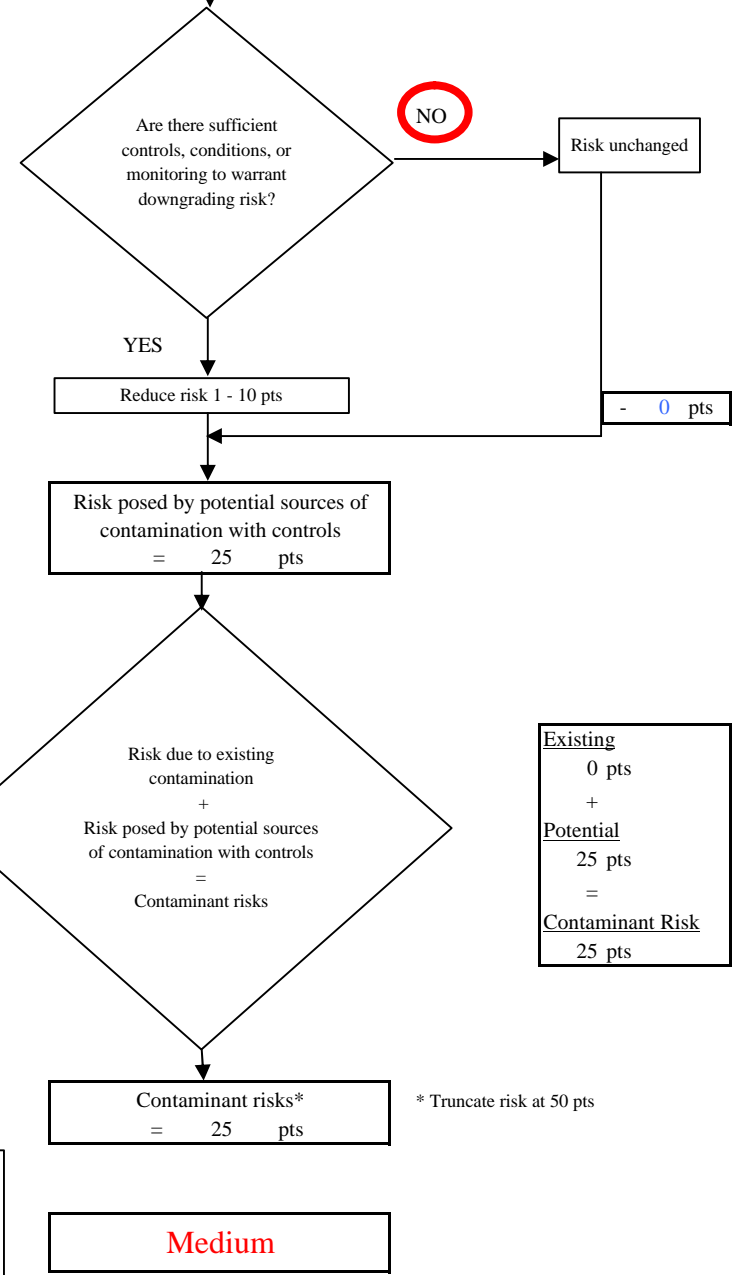 Are there sufficient
controls, conditions, or
monitoring to warrant
downgrading risk?
NO
Risk unchanged
YES
Reduce risk 1 - 10 pts
- 0 pts
Risk posed by potential sources of
contamination with controls
= 25 pts
Risk due to existing
contamination
+
Risk posed by potential sources
of contamination with controls
=
Contaminant risks
Existing
0 pts
+
Potential
25 pts
=
Contaminant Risk
25 pts
Contaminant risks*
= 25 pts
* Truncate risk at 50 pts
Medium